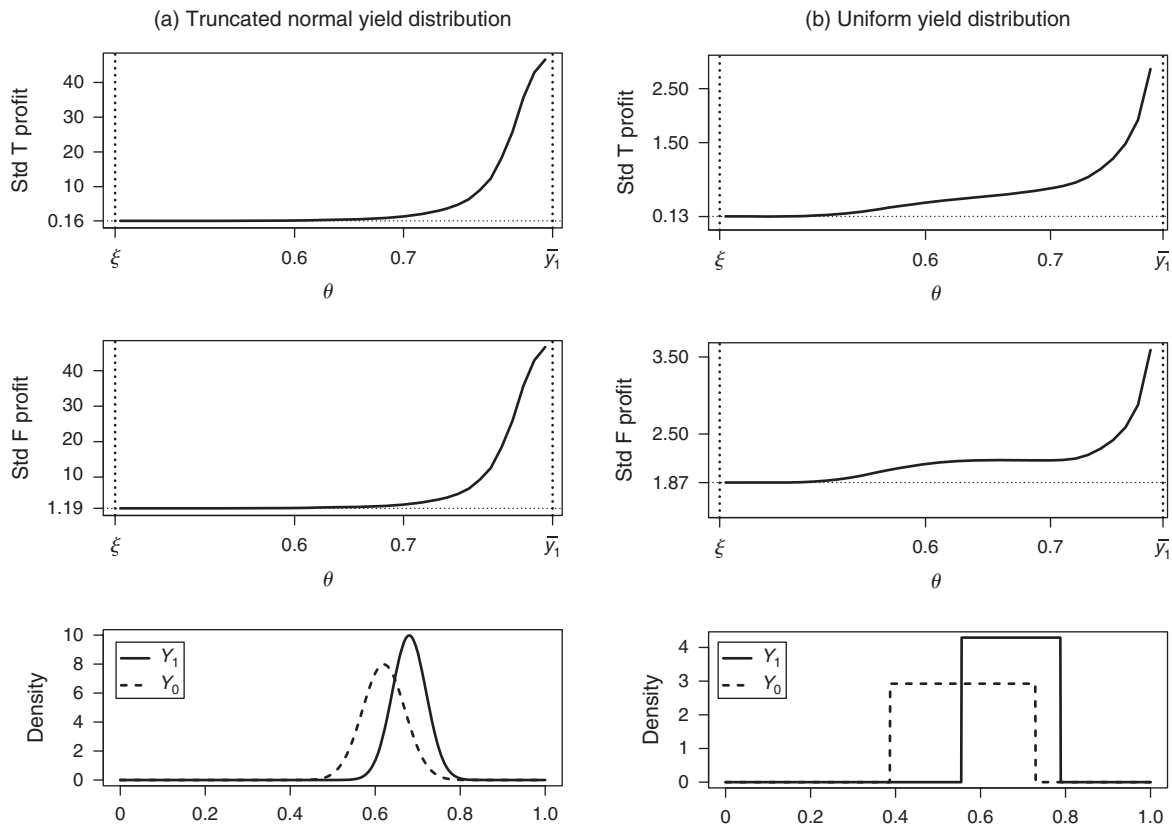 (a) Truncated normal yield distribution
Std T profit
40
30
20
10
0.16
ξ
0.6
0.7
y̅₁
θ
Std F profit
40
30
20
10
1.19
ξ
0.6
0.7
y̅₁
θ
Density
10
8
6
4
2
0
Y₁
Y₀
0
0.2
0.4
0.6
0.8
1.0
(b) Uniform yield distribution
Std T profit
2.50
1.50
0.13
ξ
0.6
0.7
y̅₁
θ
Std F profit
3.50
2.50
1.87
ξ
0.6
0.7
y̅₁
θ
Density
4
3
2
1
0
Y₁
Y₀
0
0.2
0.4
0.6
0.8
1.0